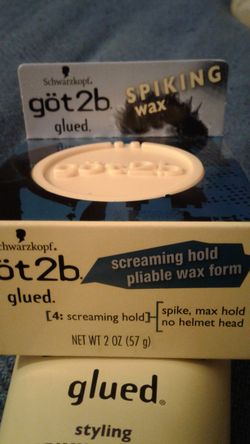 Schwarzkopf®
göt2b®
glued.
SPIKING
wax
göt2b
chwarzkopf®
öt2b®
glued.
screaming hold
pliable wax form
[4: screaming hold]
spike, max hold
no helmet head
NET WT 2 OZ (57 g)
glued®
styling